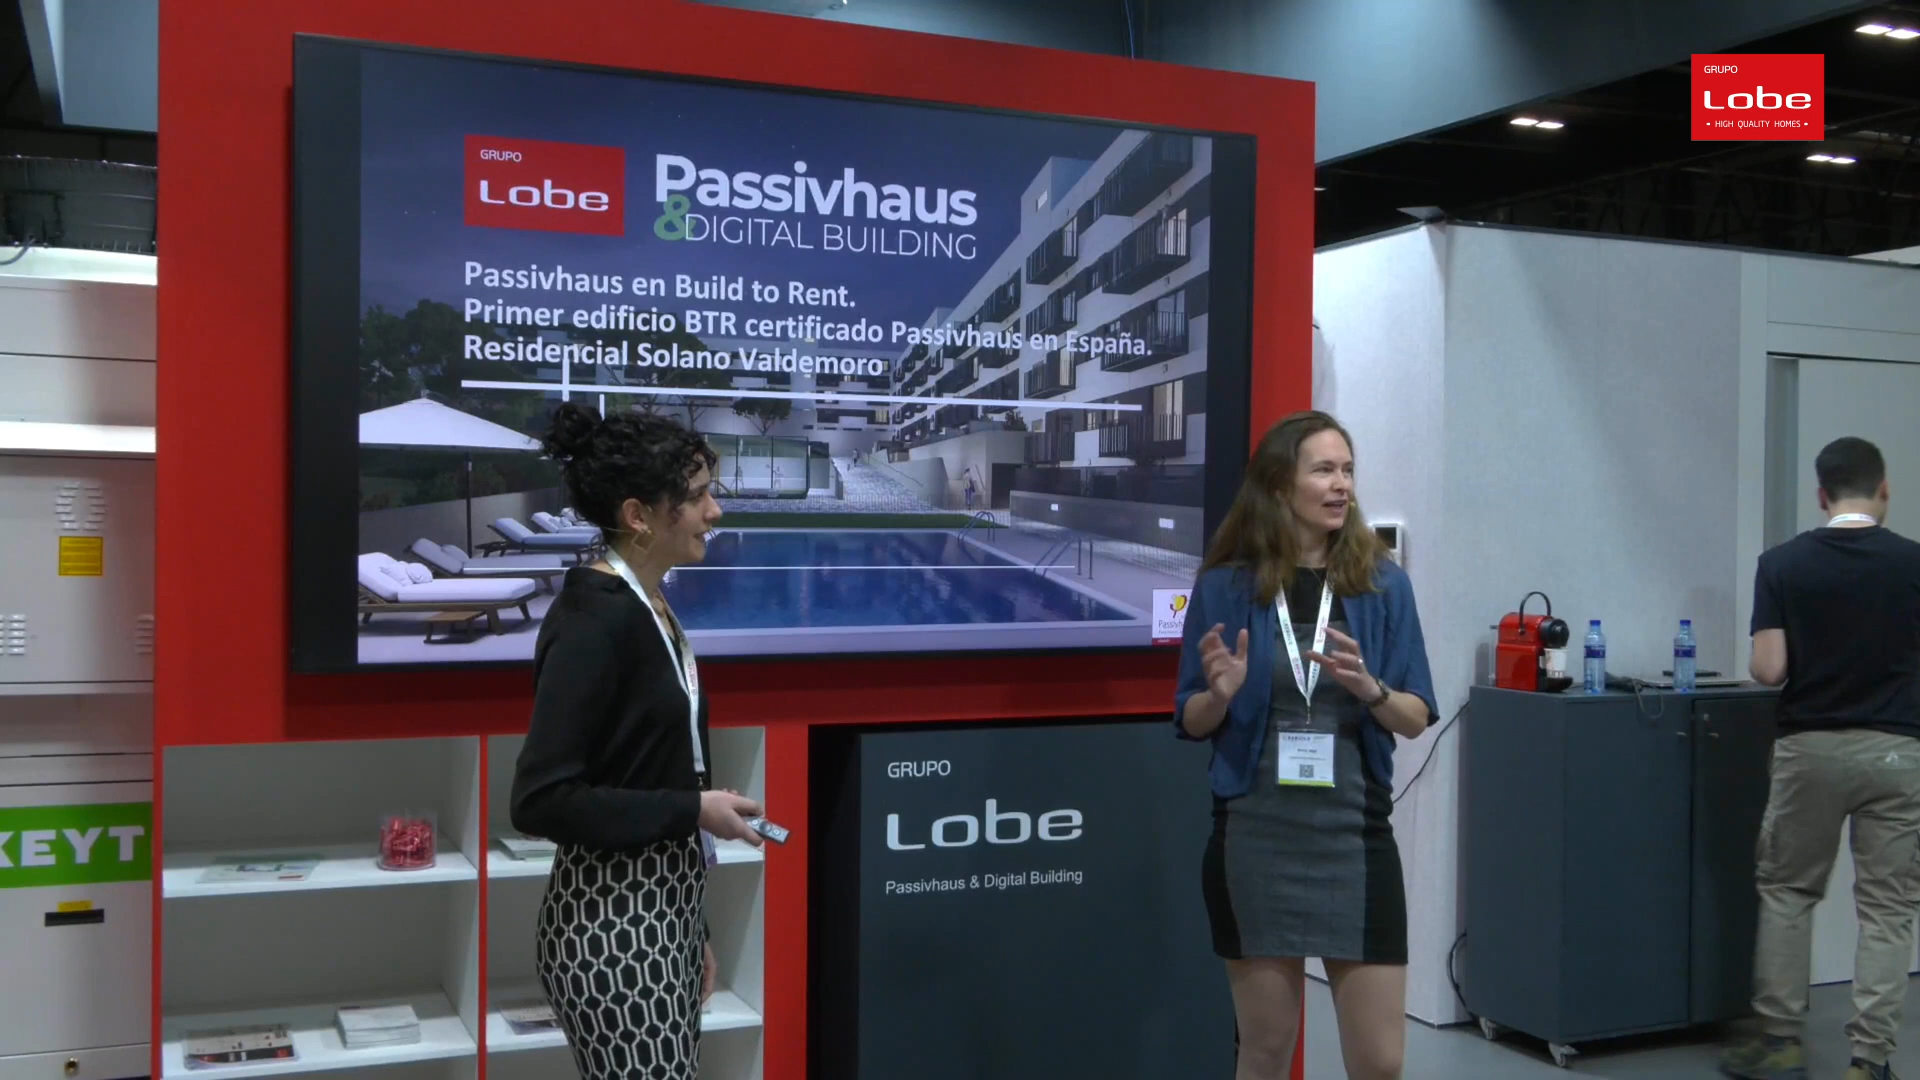 GRUPO
Lobe
• HIGH QUALITY HOMES •
GRUPO
Lobe
Passivhaus
& DIGITAL BUILDING
Passivhaus en Build to Rent.
Primer edificio BTR certificado Passivhaus en España.
Residencial Solano Valdemoro
GRUPO
Lobe
Passivhaus & Digital Building
KEYT